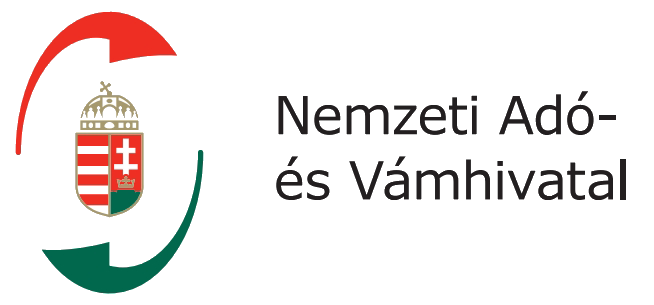 Nemzeti Adó-
és Vámhivatal